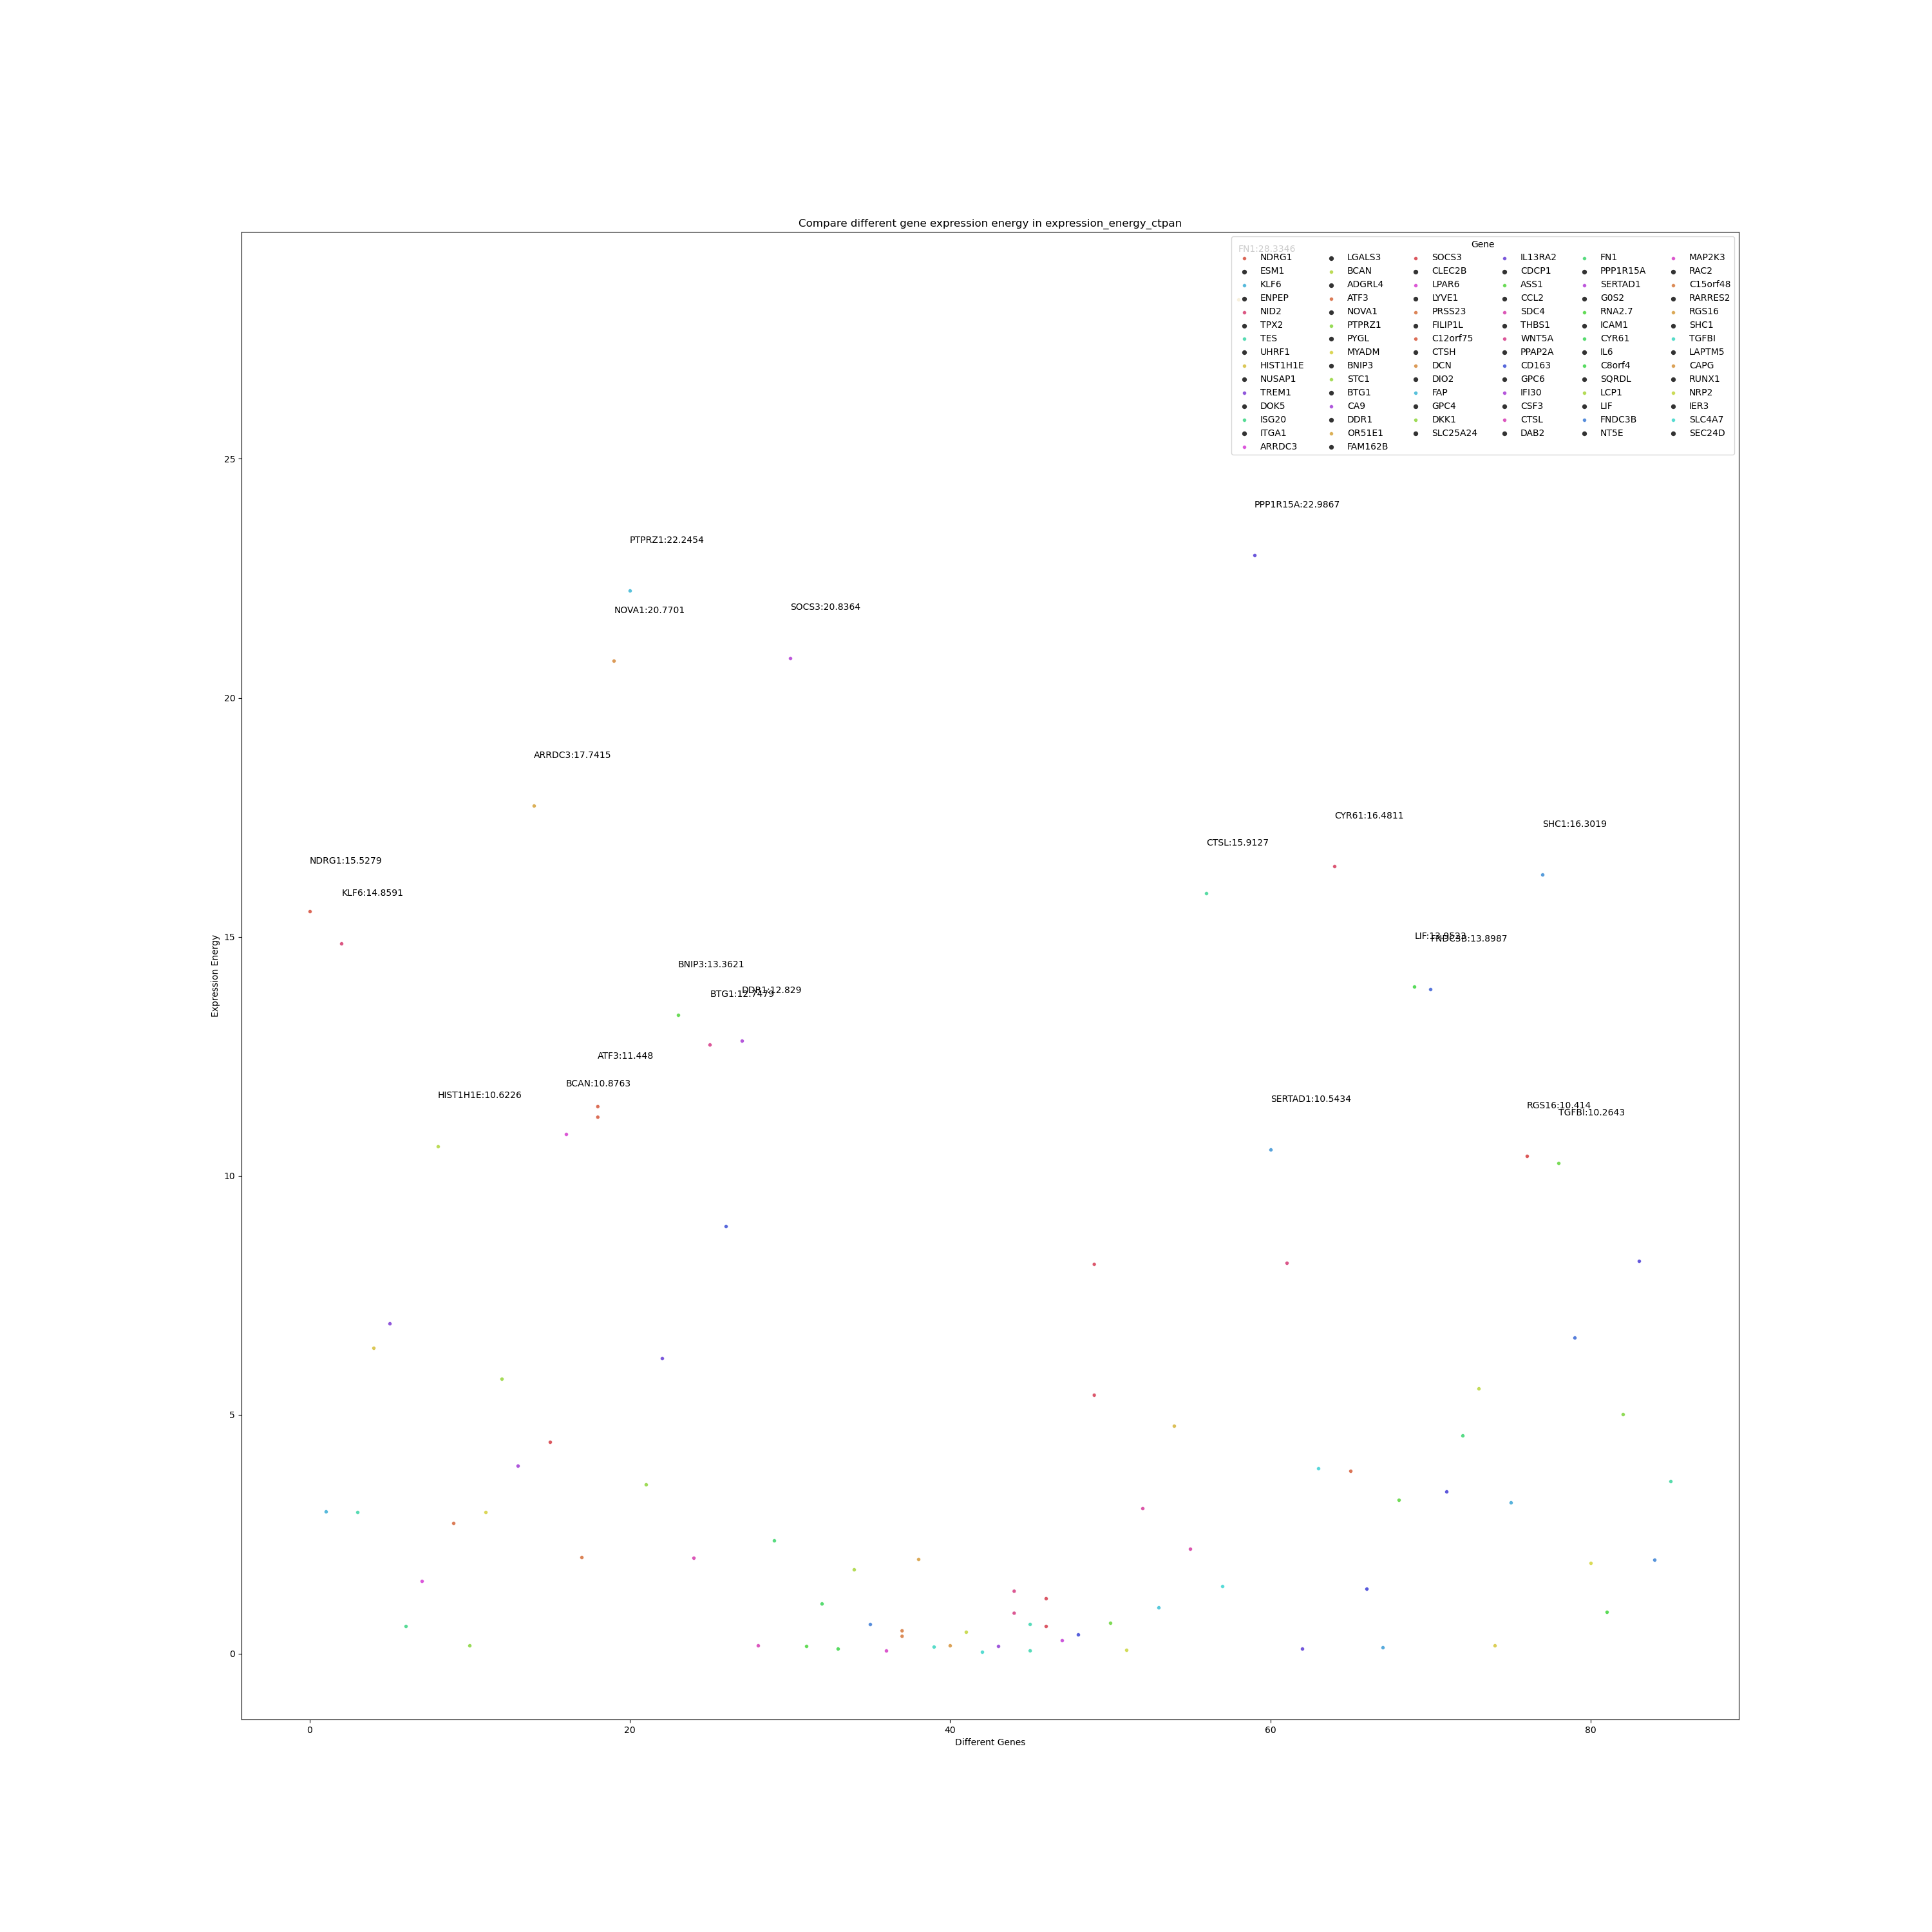 Compare different gene expression energy in expression_energy_ctpan
FN1:28.3346
Gene
NDRG1 LGALS3 SOCS3 IL13RA2 FN1 MAP2K3
ESM1 BCAN CLEC2B CDCP1 PPP1R15A RAC2
KLF6 ADGRL4 LPAR6 ASS1 SERTAD1 C15orf48
ENPEP ATF3 LYVE1 CCL2 G0S2 RARRES2
NID2 NOVA1 PRSS23 SDC4 RNA2.7 RGS16
TPX2 PTPRZ1 FILIP1L THBS1 ICAM1 SHC1
TES PYGL C12orf75 WNT5A CYR61 TGFBI
UHRF1 MYADM CTSH PPAP2A IL6 LAPTM5
HIST1H1E BNIP3 DCN CD163 C8orf4 CAPG
NUSAP1 STC1 DIO2 GPC6 SQRDL RUNX1
TREM1 BTG1 FAP IFI30 LCP1 NRP2
DOK5 CA9 GPC4 CSF3 LIF IER3
ISG20 DDR1 DKK1 CTSL FNDC3B SLC4A7
ITGA1 OR51E1 SLC25A24 DAB2 NT5E SEC24D
ARRDC3 FAM162B
25
PPP1R15A:22.9867
PTPRZ1:22.2454
SOCS3:20.8364
NOVA1:20.7701
20
ARRDC3:17.7415
CYR61:16.4811
SHC1:16.3019
CTSL:15.9127
NDRG1:15.5279
KLF6:14.8591
15
LIF:13.9523
FNDC3B:13.8987
BNIP3:13.3621
DDR1:12.829
BTG1:12.7479
ATF3:11.448
BCAN:10.8763
HIST1H1E:10.6226
SERTAD1:10.5434
RGS16:10.414
TGFBI:10.2643
10
5
0
Expression Energy
0 20 40 60 80
Different Genes